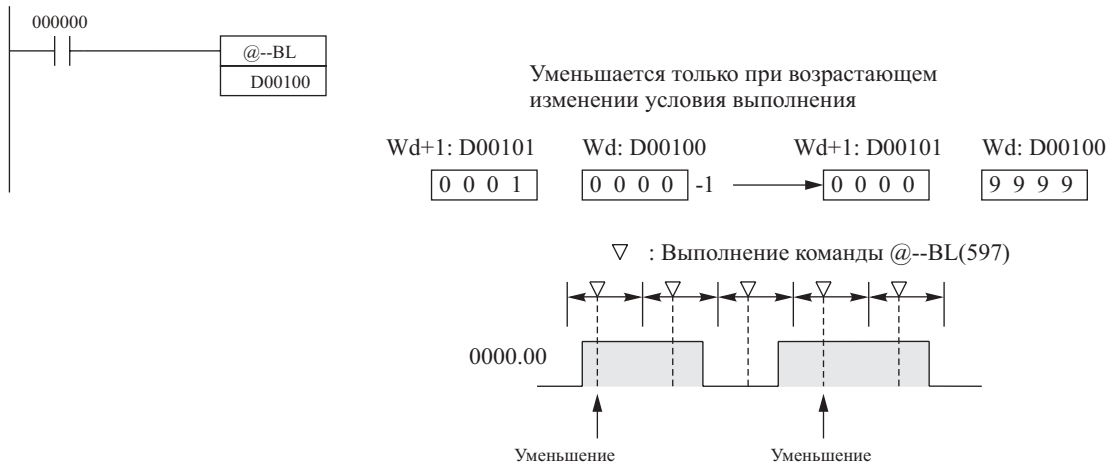 000000
@--BL
D00100
Уменьшается только при возрастающем
изменении условия выполнения
Wd+1: D00101 Wd: D00100 Wd+1: D00101 Wd: D00100
0 0 0 1 0 0 0 0 -1 0 0 0 0 9 9 9 9
: Выполнение команды @--BL(597)
0000.00
Уменьшение Уменьшение